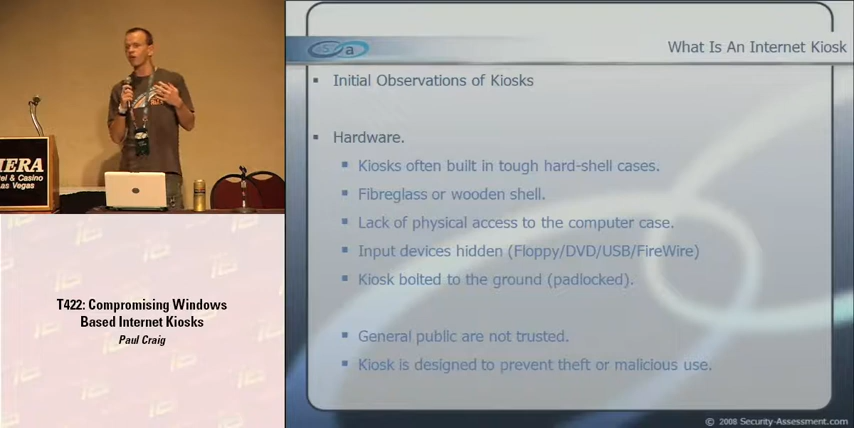 IERA
el & Casino
as Vegas
T422: Compromising Windows
Based Internet Kiosks
Paul Craig
a
What Is An Internet Kiosk
Initial Observations of Kiosks
Hardware.
Kiosks often built in tough hard-shell cases.
Fibreglass or wooden shell.
Lack of physical access to the computer case.
Input devices hidden (Floppy/DVD/USB/FireWire)
Kiosk bolted to the ground (padlocked).
General public are not trusted.
Kiosk is designed to prevent theft or malicious use.
© 2008 Security-Assessment.com